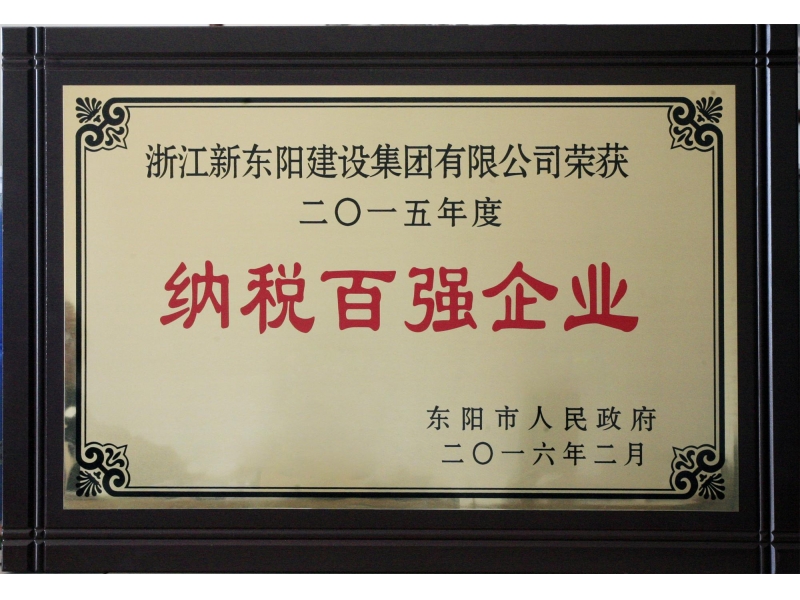 浙江新东阳建设集团有限公司荣获
二〇一五年度
纳税百强企业
东阳市人民政府
二〇一六年二月